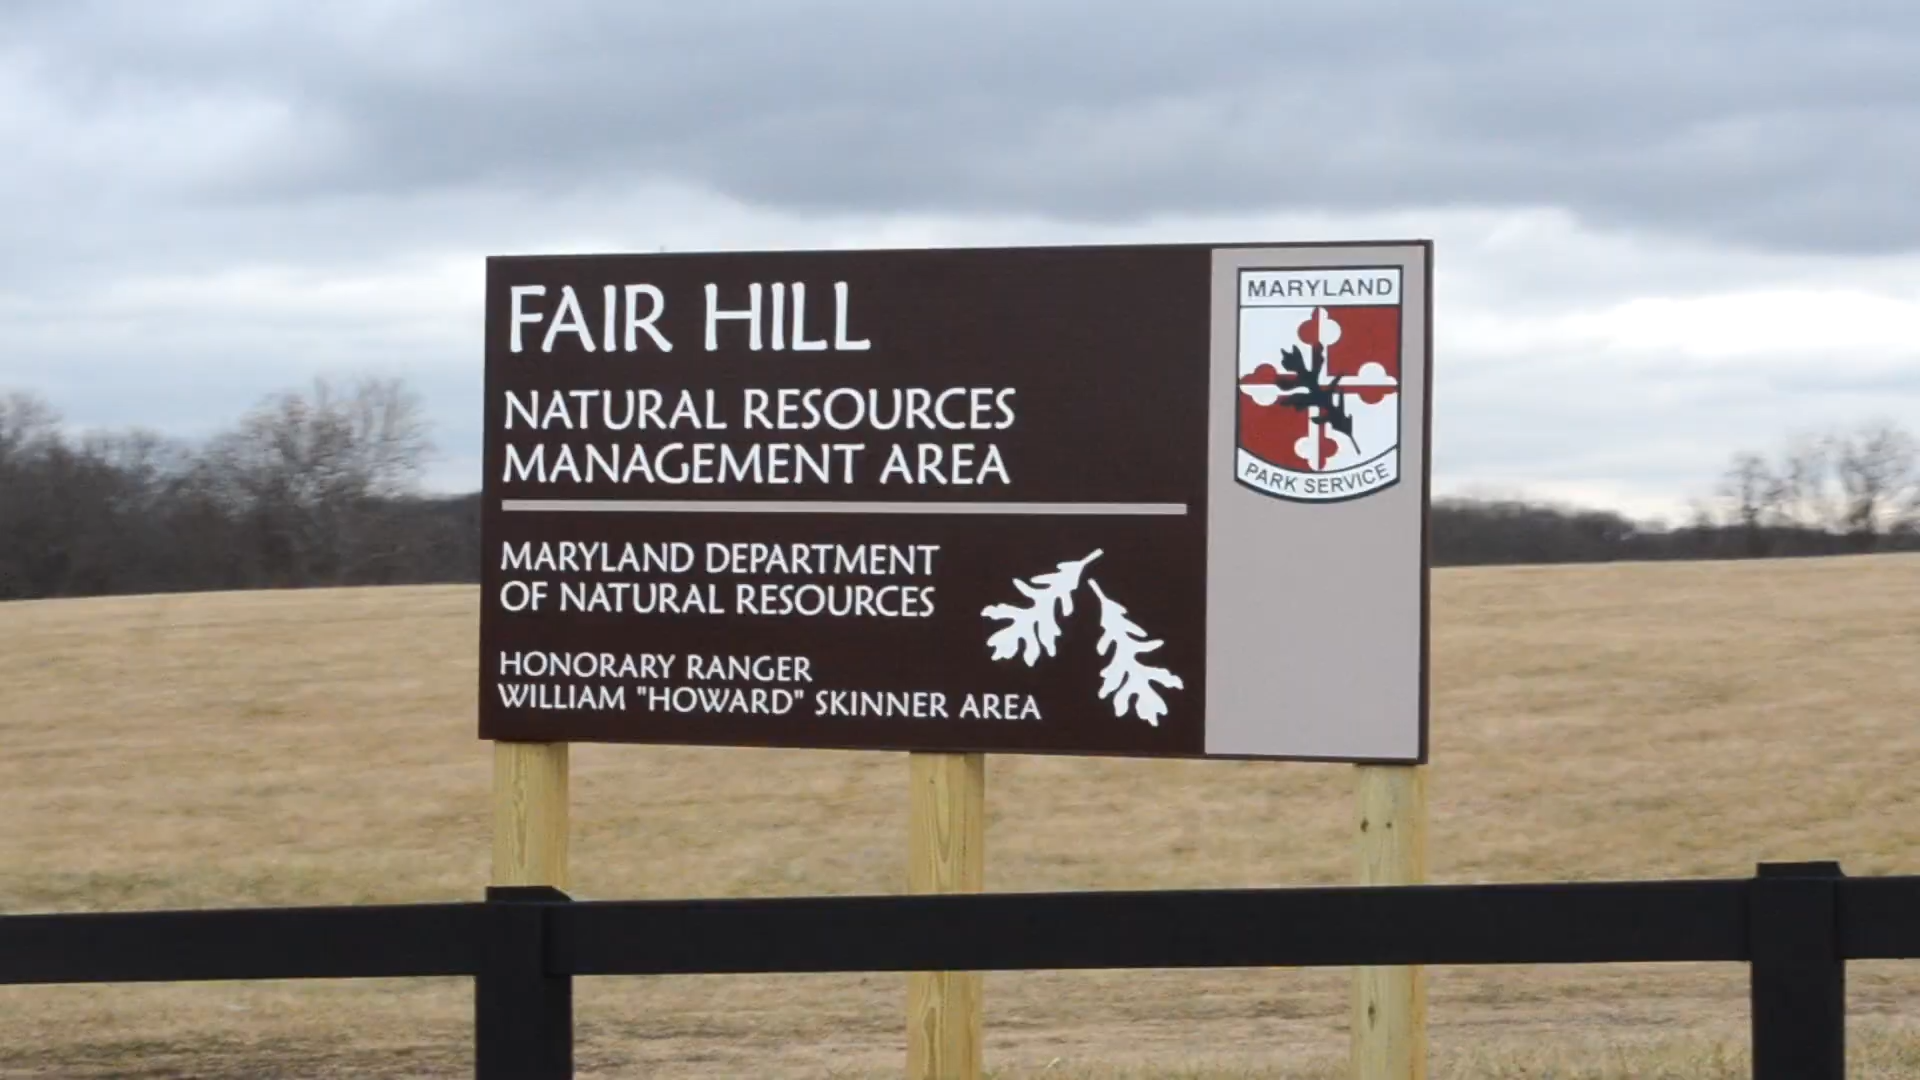 FAIR HILL
NATURAL RESOURCES
MANAGEMENT AREA
MARYLAND DEPARTMENT
OF NATURAL RESOURCES
HONORARY RANGER
WILLIAM "HOWARD" SKINNER AREA
MARYLAND
PARK SERVICE